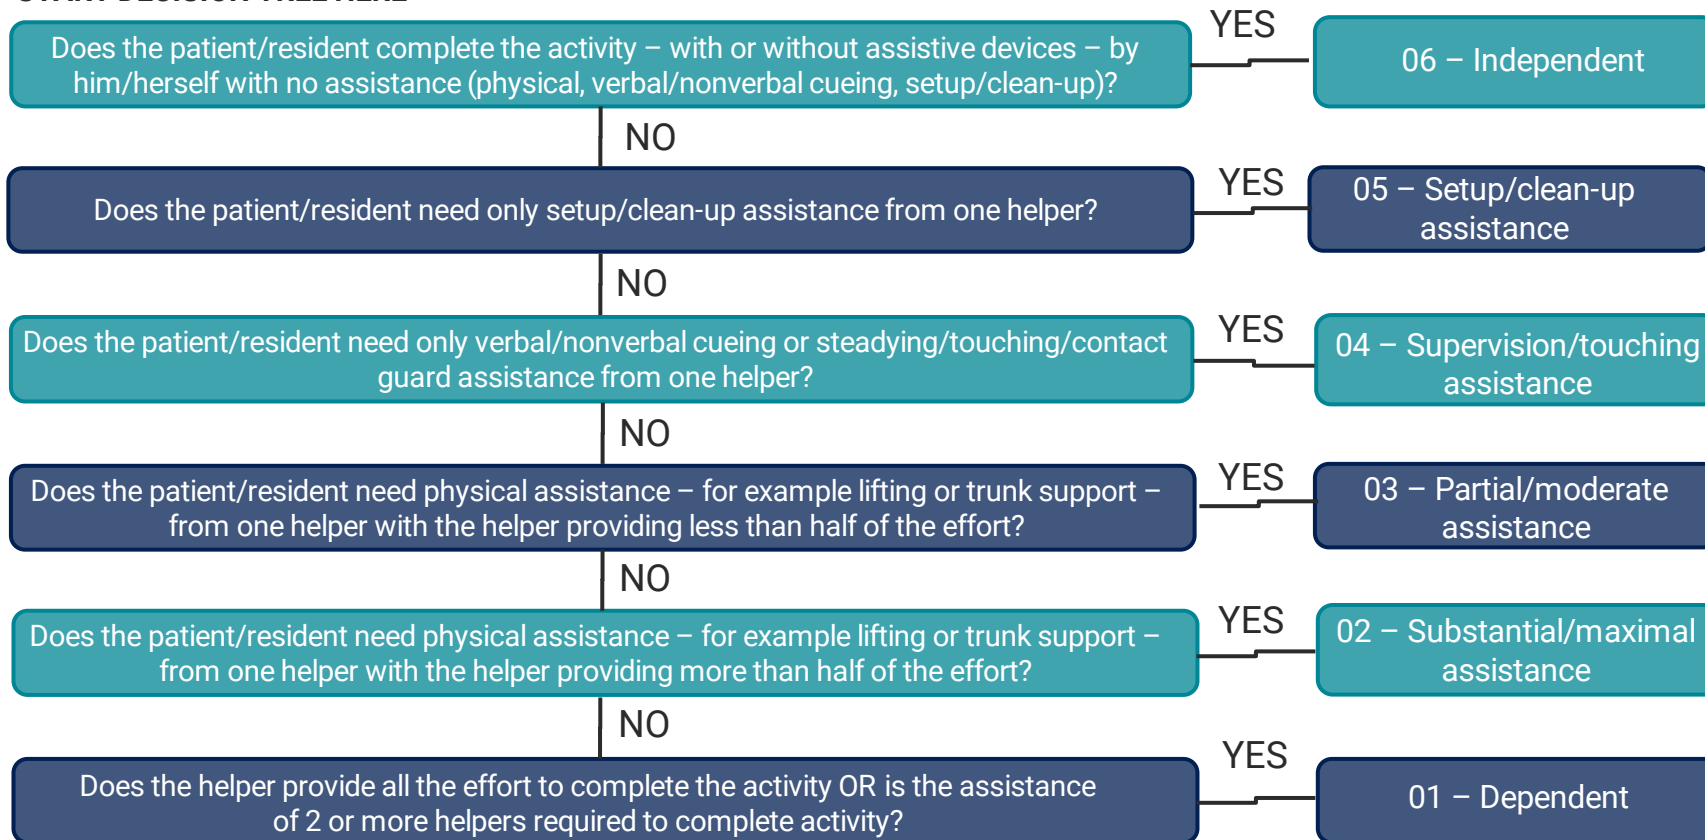 START DECISION TREE HERE
Does the patient/resident complete the activity – with or without assistive devices – by
him/herself with no assistance (physical, verbal/nonverbal cueing, setup/clean-up)?
YES
06 – Independent
NO
Does the patient/resident need only setup/clean-up assistance from one helper?
YES
05 – Setup/clean-up
assistance
NO
Does the patient/resident need only verbal/nonverbal cueing or steadying/touching/contact
guard assistance from one helper?
YES
04 – Supervision/touching
assistance
NO
Does the patient/resident need physical assistance – for example lifting or trunk support –
from one helper with the helper providing less than half of the effort?
YES
03 – Partial/moderate
assistance
NO
Does the patient/resident need physical assistance – for example lifting or trunk support –
from one helper with the helper providing more than half of the effort?
YES
02 – Substantial/maximal
assistance
NO
Does the helper provide all the effort to complete the activity OR is the assistance
of 2 or more helpers required to complete activity?
YES
01 – Dependent